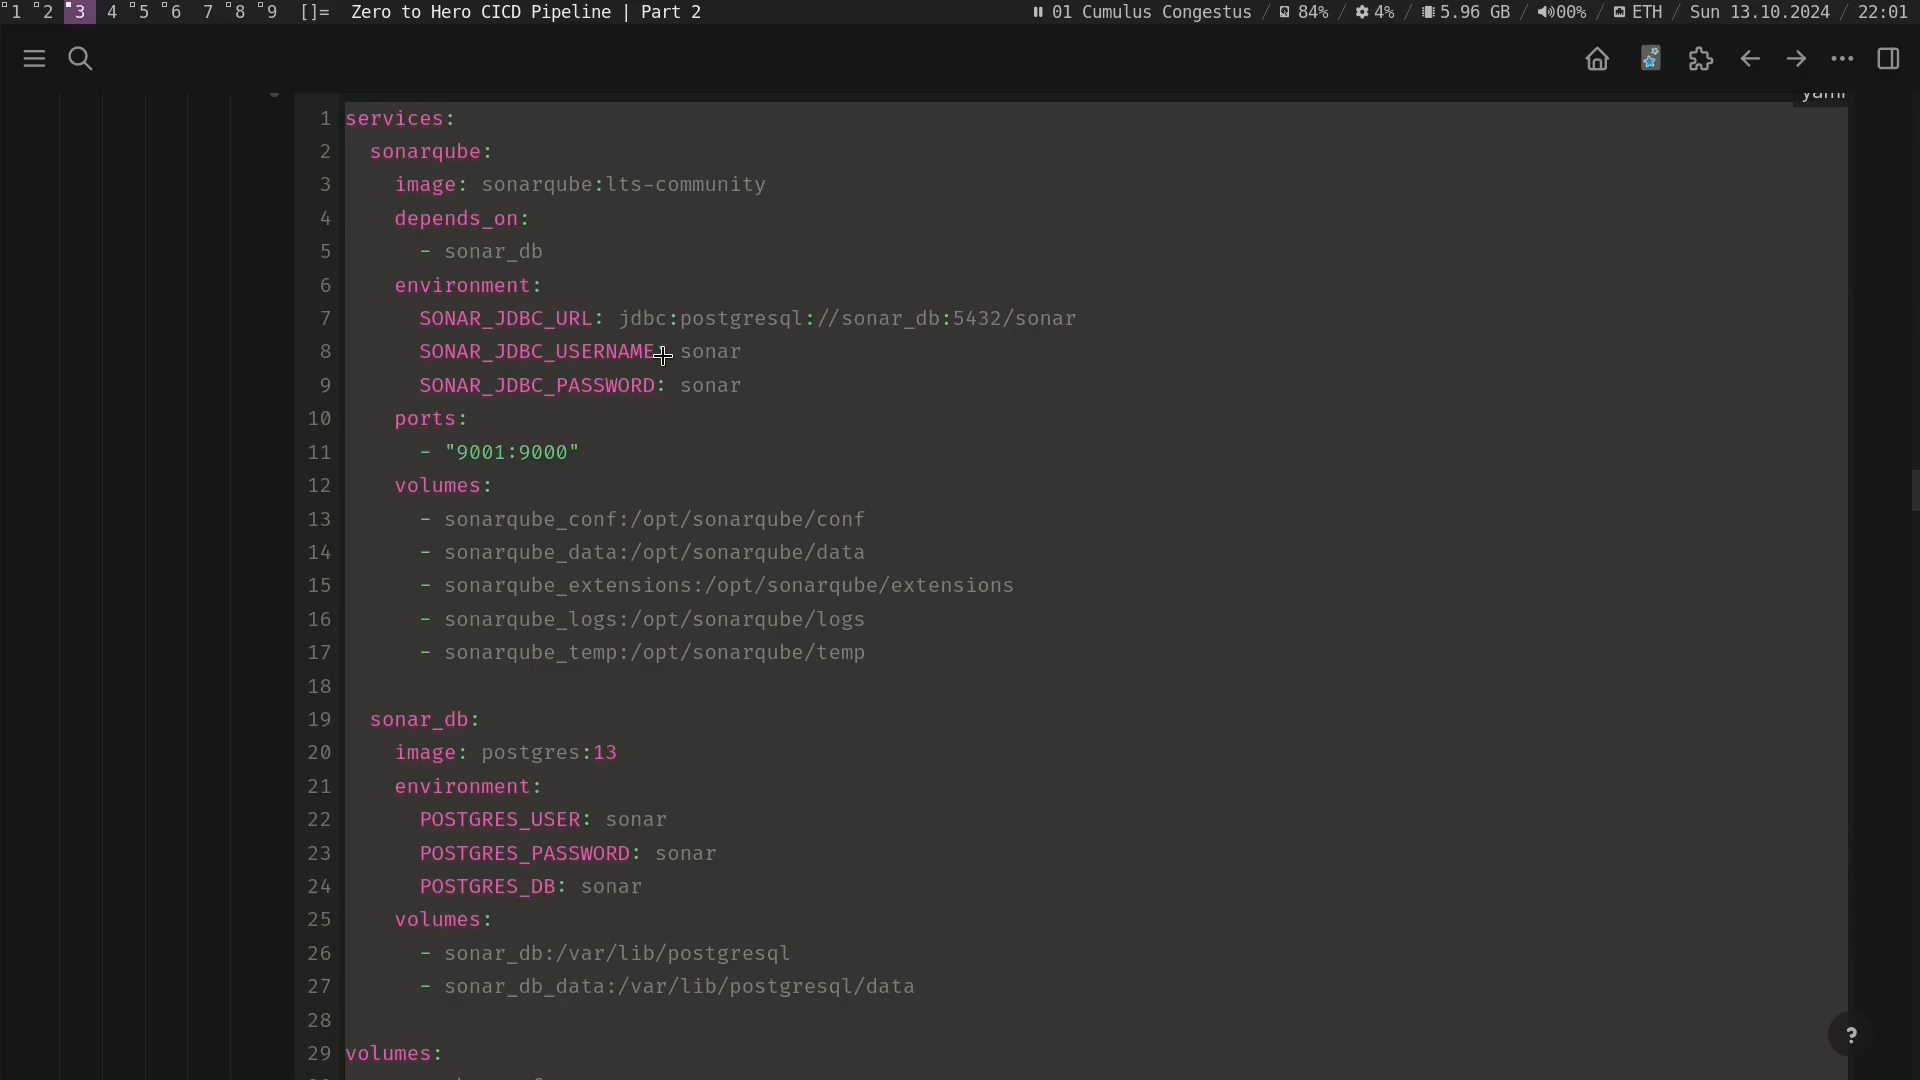 1 2 3 4 5 6 7 8 9 []= Zero to Hero CICD Pipeline | Part 2 01 Cumulus Congestus / 84% / 4% / 5.96 GB / 00% / ETH / Sun 13.10.2024 / 22:01
yaml
1 services:
2 sonarqube:
3 image: sonarqube:lts-community
4 depends_on:
5 - sonar_db
6 environment:
7 SONAR_JDBC_URL: jdbc:postgresql://sonar_db:5432/sonar
8 SONAR_JDBC_USERNAME: sonar
9 SONAR_JDBC_PASSWORD: sonar
10 ports:
11 - "9001:9000"
12 volumes:
13 - sonarqube_conf:/opt/sonarqube/conf
14 - sonarqube_data:/opt/sonarqube/data
15 - sonarqube_extensions:/opt/sonarqube/extensions
16 - sonarqube_logs:/opt/sonarqube/logs
17 - sonarqube_temp:/opt/sonarqube/temp
18
19 sonar_db:
20 image: postgres:13
21 environment:
22 POSTGRES_USER: sonar
23 POSTGRES_PASSWORD: sonar
24 POSTGRES_DB: sonar
25 volumes:
26 - sonar_db:/var/lib/postgresql
27 - sonar_db_data:/var/lib/postgresql/data
28
29 volumes:
?